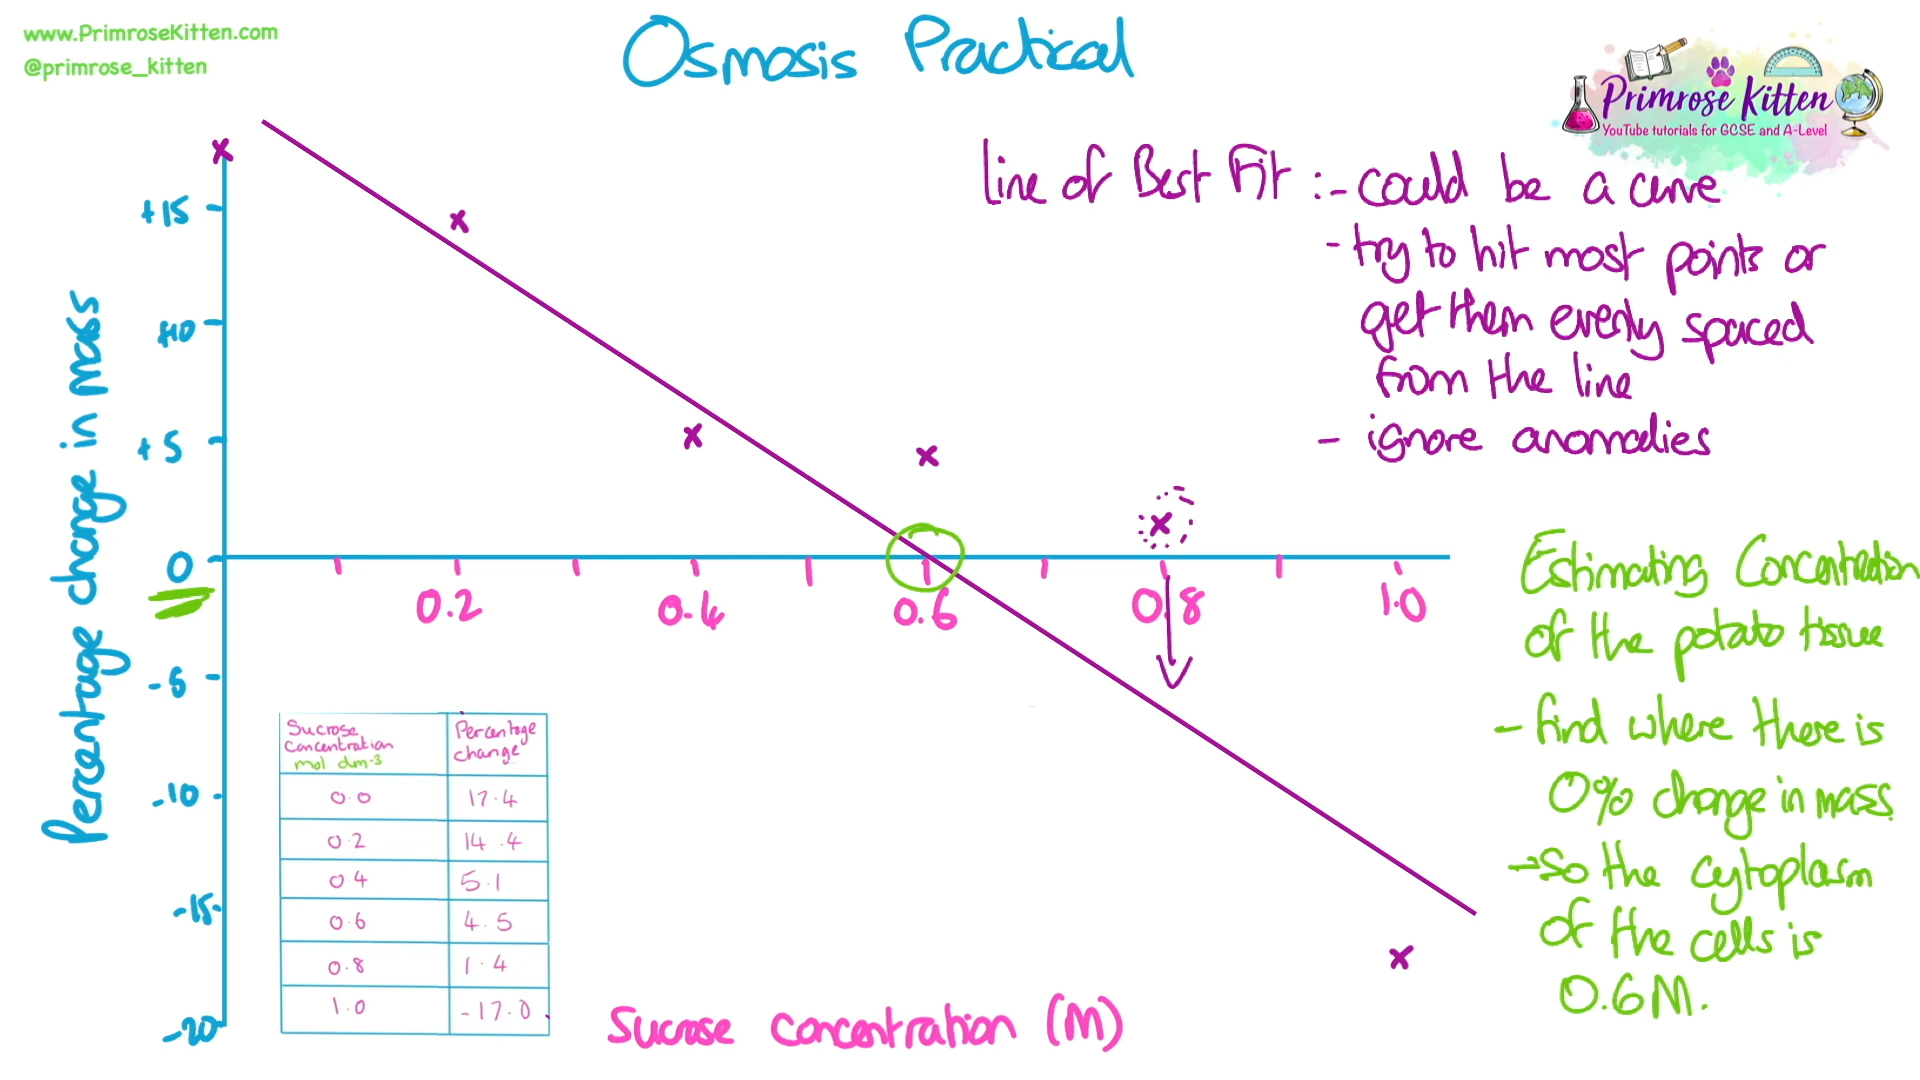 www.PrimroseKitten.com
@primrose_kitten
Osmosis Practical
Primrose Kitten
YouTube tutorials for GCSE and A-Level
line of Best Fit :- could be a curve
- try to hit most points or
get them evenly spaced
from the line
- ignore anomalies
Percentage change in mass
+15
+10
+5
0
-5
-10
-15
-20
0.2
0.4
0.6
0.8
1.0
Sucrose concentration (M)
Sucrose concentration mol dm-3 Percentage change
0.0 17.4
0.2 14.4
0.4 5.1
0.6 4.5
0.8 1.4
1.0 -17.0
Estimating Concentration
of the potato tissue
- find where there is
0% change in mass
→ So the cytoplasm
of the cells is
0.6M.